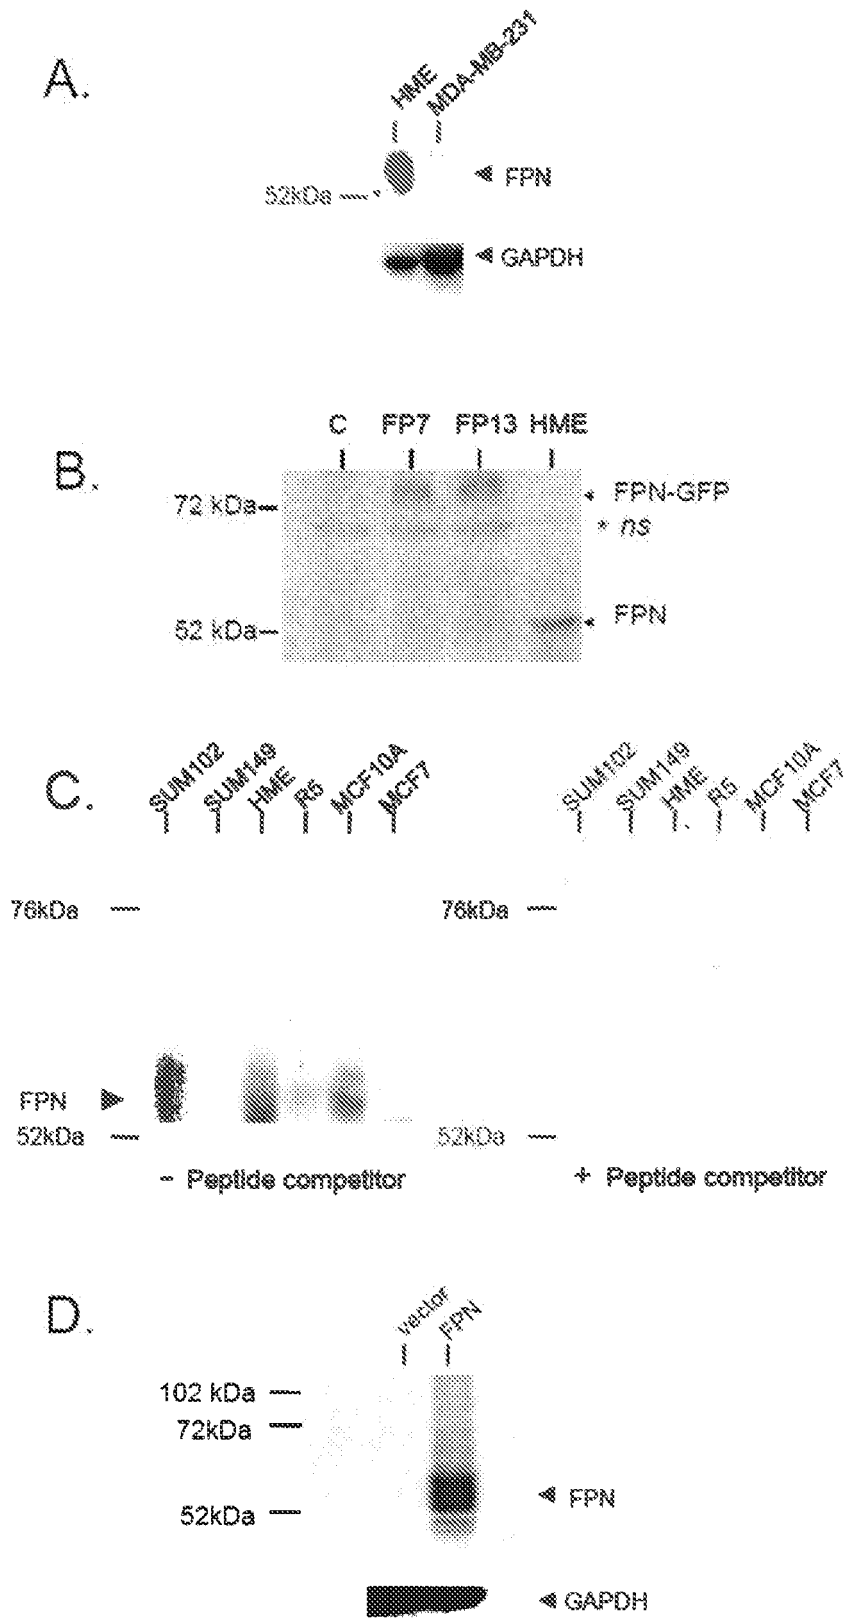 A.
HME MDA-MB-231
52kDa
FPN
GAPDH
B.
C FP7 FP13 HME
72 kDa
FPN-GFP
* ns
52 kDa
FPN
C.
SUM102 SUM149 HME R5 MCF10A MCF7
SUM102 SUM149 HME R5 MCF10A MCF7
76kDa
76kDa
FPN
52kDa
52kDa
- Peptide competitor
+ Peptide competitor
D.
vector FPN
102 kDa
72kDa
52kDa
FPN
GAPDH